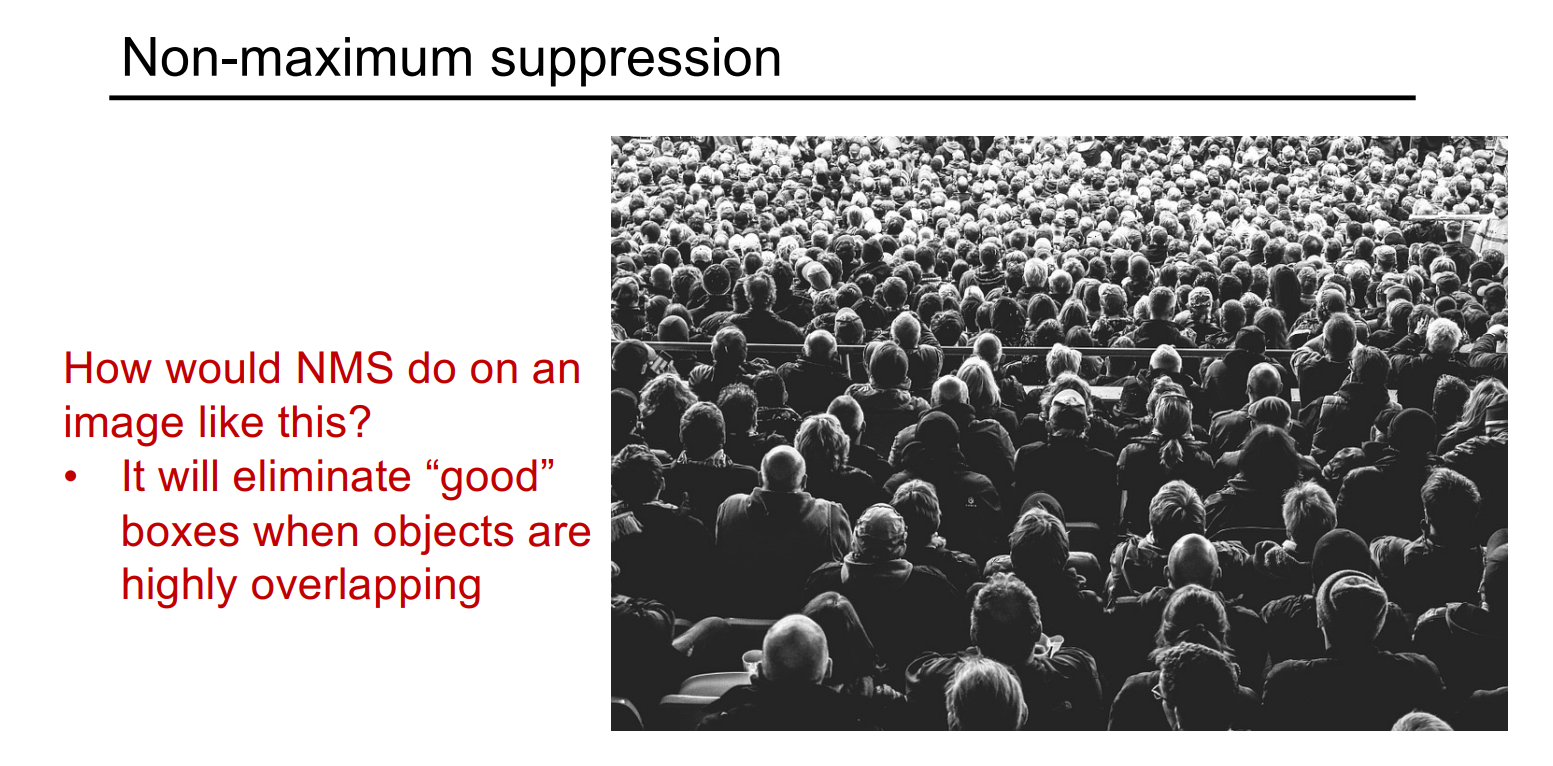 Non-maximum suppression
How would NMS do on an
image like this?
• It will eliminate “good”
boxes when objects are
highly overlapping